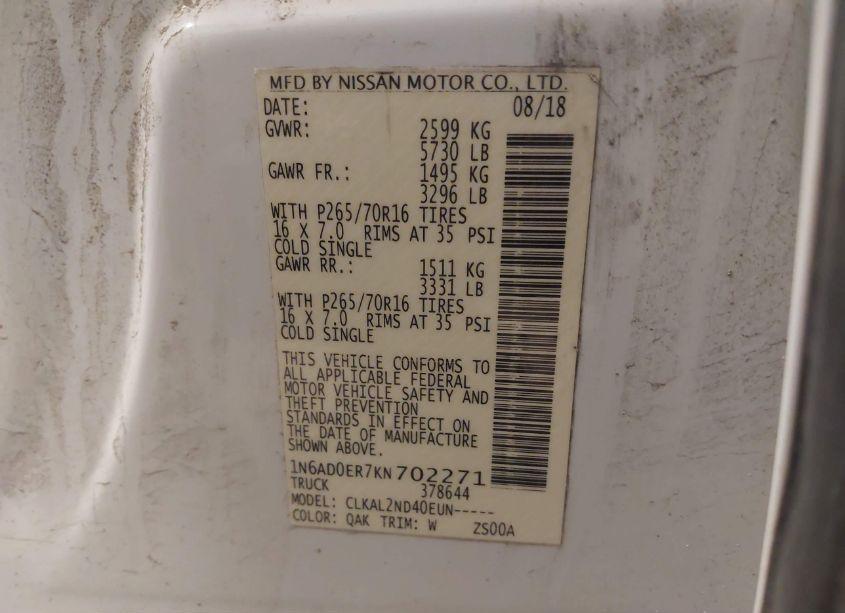 MFD BY NISSAN MOTOR CO., LTD.
DATE: 08/18
GVWR: 2599 KG
5730 LB
GAWR FR.: 1495 KG
3296 LB
WITH P265/70R16 TIRES
16 X 7.0 RIMS AT 35 PSI
COLD SINGLE
GAWR RR.: 1511 KG
3331 LB
WITH P265/70R16 TIRES
16 X 7.0 RIMS AT 35 PSI
COLD SINGLE
THIS VEHICLE CONFORMS TO
ALL APPLICABLE FEDERAL
MOTOR VEHICLE SAFETY AND
THEFT PREVENTION
STANDARDS IN EFFECT ON
THE DATE OF MANUFACTURE
SHOWN ABOVE.
1N6AD0ER7KN702271
TRUCK 378644
MODEL: CLKAL2ND40EUN-----
COLOR: QAK TRIM: W ZS00A